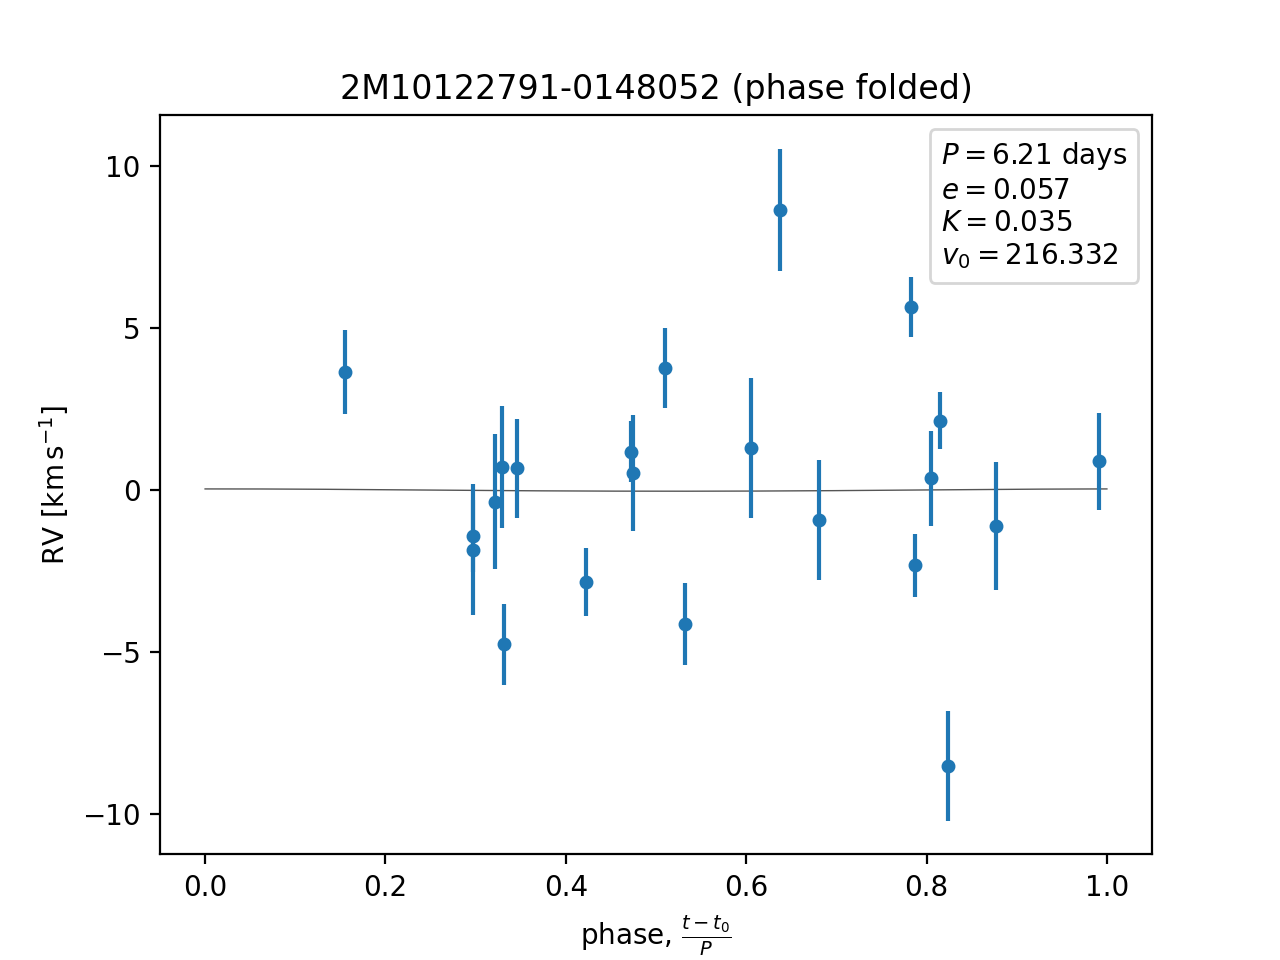 2M10122791-0148052 (phase folded)
P = 6.21 days
e = 0.057
K = 0.035
v₀ = 216.332
10
5
0
−5
−10
RV [km s⁻¹]
0.0 0.2 0.4 0.6 0.8 1.0
phase, (t − t₀)/P